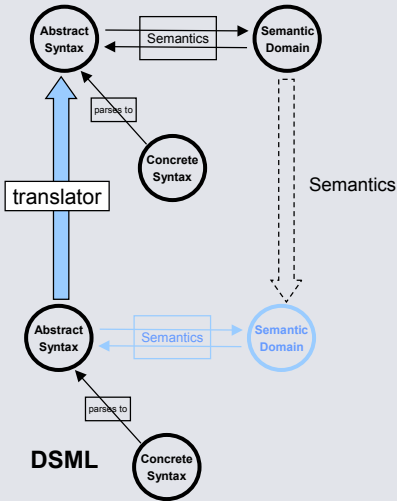 Abstract
Syntax
Semantics
Semantic
Domain
parses to
Concrete
Syntax
translator
Semantics
Abstract
Syntax
Semantics
Semantic
Domain
parses to
DSML
Concrete
Syntax